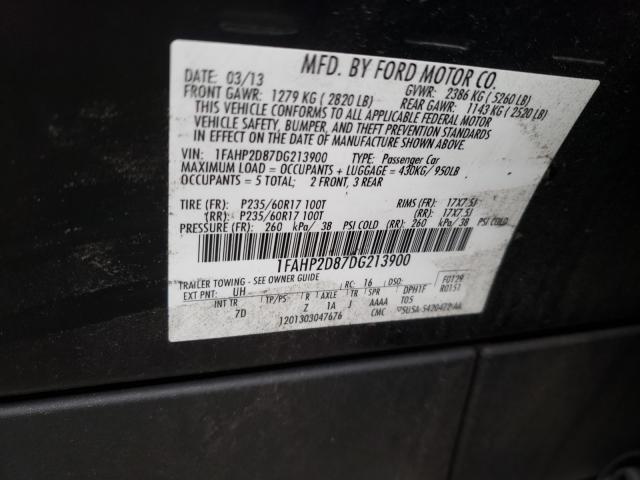 MFD. BY FORD MOTOR CO.
DATE: 03/13 GVWR: 2386 KG ( 5260 LB)
FRONT GAWR: 1279 KG ( 2820 LB) REAR GAWR: 1143 KG ( 2520 LB)
THIS VEHICLE CONFORMS TO ALL APPLICABLE FEDERAL MOTOR
VEHICLE SAFETY, BUMPER, AND THEFT PREVENTION STANDARDS
IN EFFECT ON THE DATE OF MANUFACTURE SHOWN ABOVE.
VIN: 1FAHP2D87DG213900 TYPE: Passenger Car
MAXIMUM LOAD = OCCUPANTS + LUGGAGE = 430KG/ 950LB
OCCUPANTS = 5 TOTAL; 2 FRONT, 3 REAR
TIRE (FR): P235/60R17 100T RIMS (FR): 17X7.5J
(RR): P235/60R17 100T (RR): 17X7.5J
PRESSURE (FR): 260 kPa/ 38 PSI COLD (RR): 260 kPa/ 38 PSI COLD
1FAHP2D87DG213900
TRAILER TOWING - SEE OWNER GUIDE F0129
EXT PNT: UH RC: 16 DSO: R0151
INT TR TP/PS R AXLE TR SPR DPH1F
7D Z 1A J AAAA T05
1201303047676 CMC